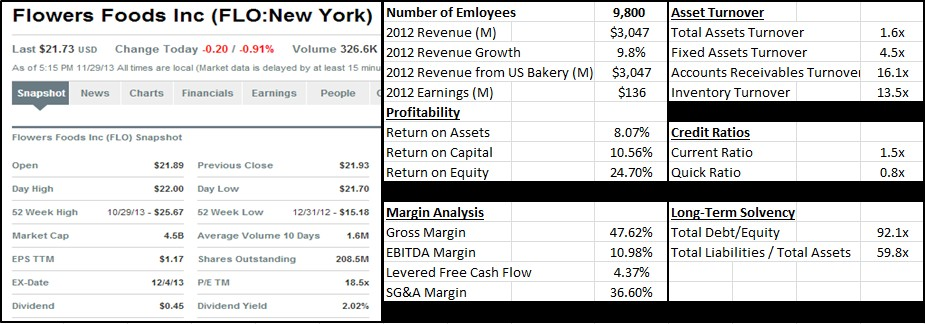 Flowers Foods Inc (FLO:New York)
Last $21.73 USD Change Today -0.20 / -0.91% Volume 326.6K
As of 5:15 PM 11/29/13 All times are local (Market data is delayed by at least 15 minu
Snapshot News Charts Financials Earnings People
Flowers Foods Inc (FLO) Snapshot
Open $21.89 Previous Close $21.93
Day High $22.00 Day Low $21.70
52 Week High 10/29/13 - $25.67 52 Week Low 12/31/12 - $15.18
Market Cap 4.5B Average Volume 10 Days 1.6M
EPS TTM $1.17 Shares Outstanding 208.5M
EX-Date 12/4/13 P/E TM 18.5x
Dividend $0.45 Dividend Yield 2.02%
Number of Emloyees 9,800
2012 Revenue (M) $3,047
2012 Revenue Growth 9.8%
2012 Revenue from US Bakery (M) $3,047
2012 Earnings (M) $136
Profitability
Return on Assets 8.07%
Return on Capital 10.56%
Return on Equity 24.70%
Margin Analysis
Gross Margin 47.62%
EBITDA Margin 10.98%
Levered Free Cash Flow 4.37%
SG&A Margin 36.60%
Asset Turnover
Total Assets Turnover 1.6x
Fixed Assets Turnover 4.5x
Accounts Receivables Turnover 16.1x
Inventory Turnover 13.5x
Credit Ratios
Current Ratio 1.5x
Quick Ratio 0.8x
Long-Term Solvency
Total Debt/Equity 92.1x
Total Liabilities / Total Assets 59.8x